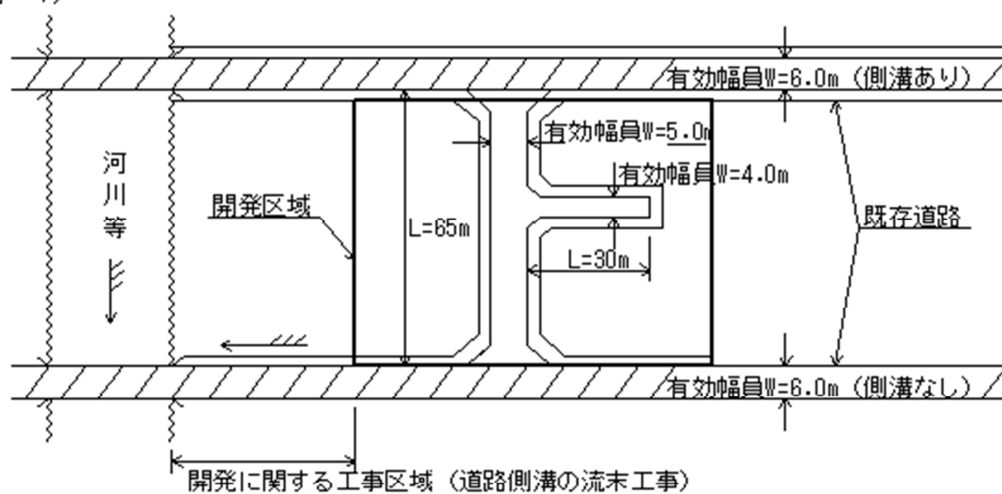 有効幅員W=6.0m（側溝あり）
有効幅員W=5.0m
有効幅員W=4.0m
河川等
開発区域
L=65m
既存道路
L=30m
有効幅員W=6.0m（側溝なし）
開発に関する工事区域（道路側溝の流末工事）